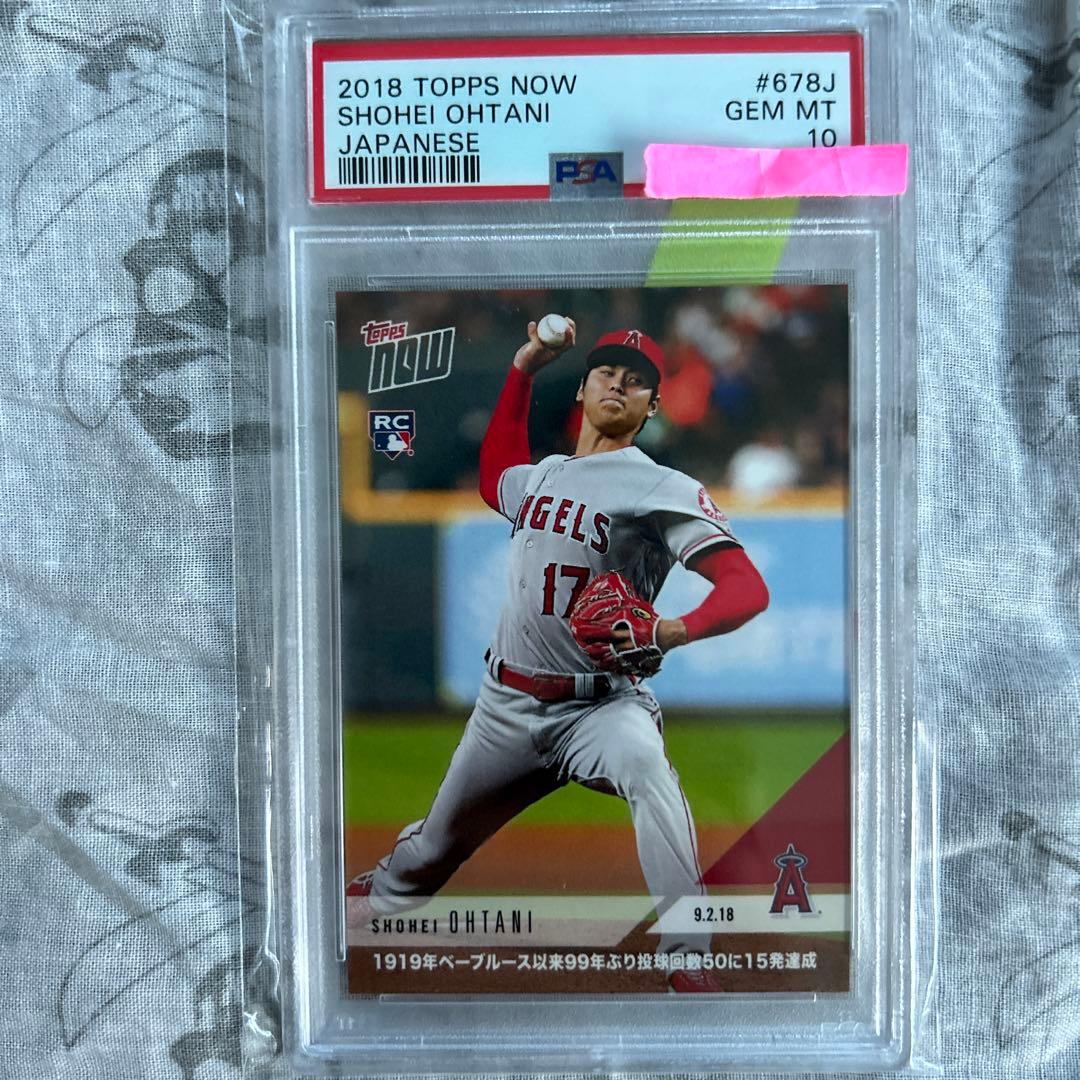 2018 TOPPS NOW #678J
SHOHEI OHTANI GEM MT
JAPANESE 10
PSA
topps
NOW
RC
ANGELS
17
A
SHOHEI OHTANI 9.2.18
1919年ベーブルース以来99年ぶり投球回数50に15発達成